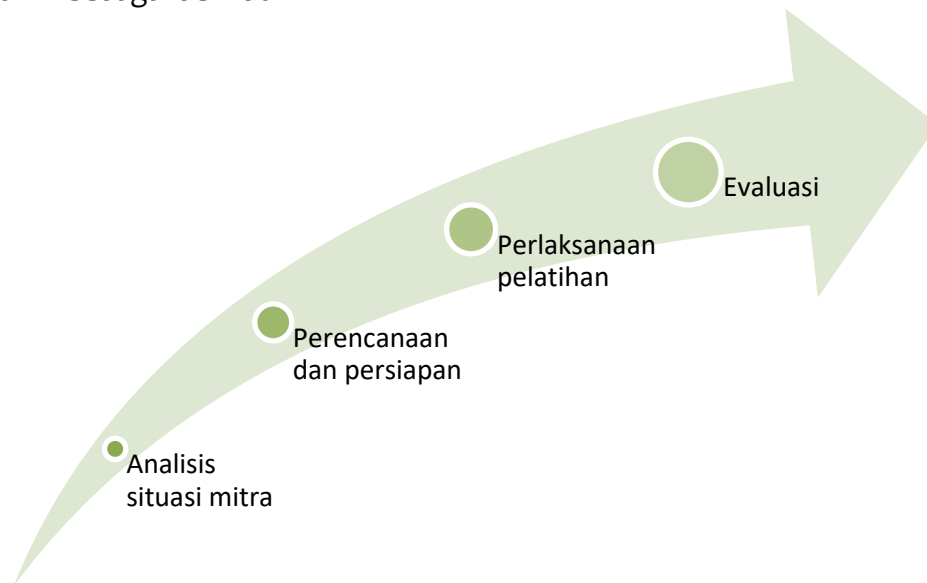 Evaluasi
Perlaksanaan
pelatihan
Perencanaan
dan persiapan
Analisis
situasi mitra